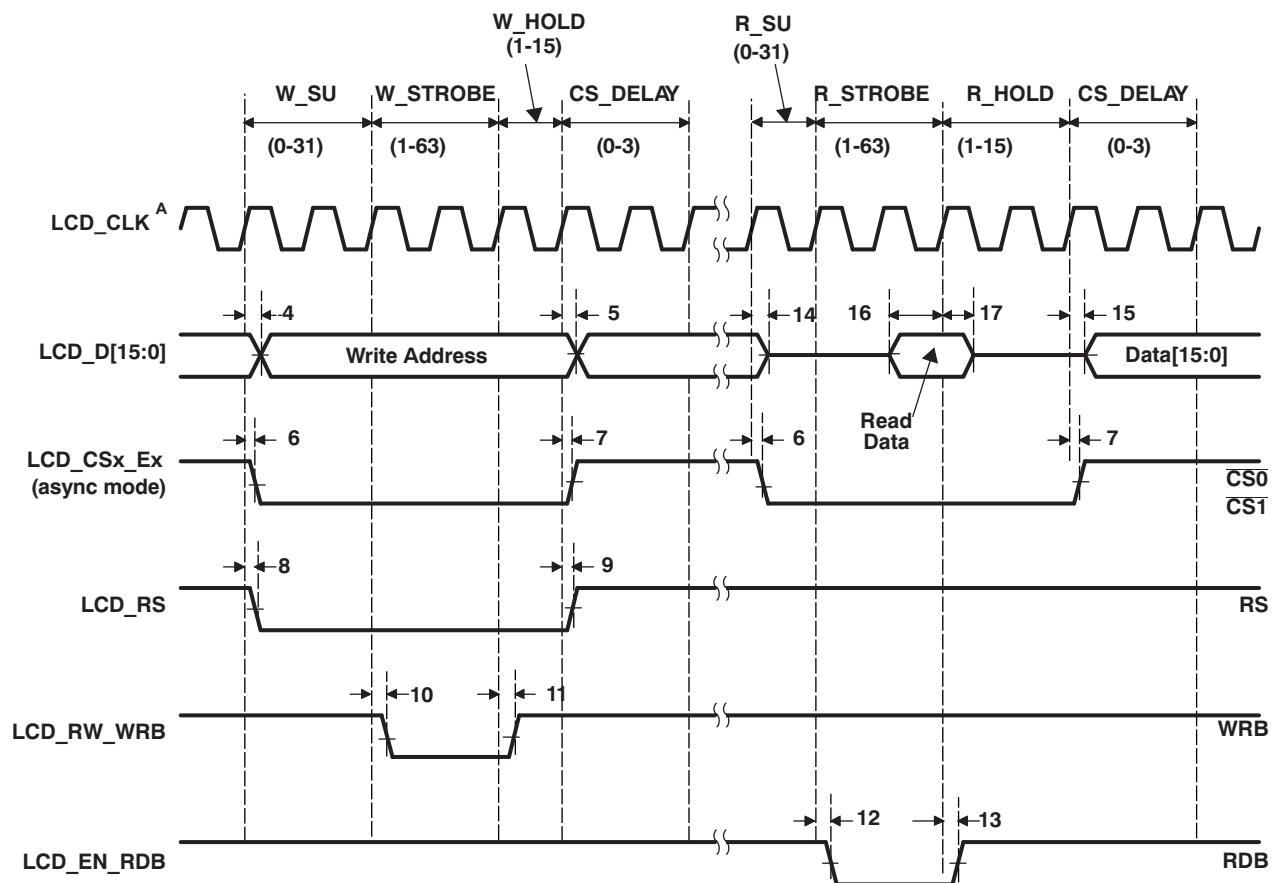 W_HOLD
(1-15)
R_SU
(0-31)
W_SU
W_STROBE
CS_DELAY
R_STROBE
R_HOLD
CS_DELAY
(0-31)
(1-63)
(0-3)
(1-63)
(1-15)
(0-3)
LCD_CLK A
4
5
14
16
17
15
LCD_D[15:0]
Write Address
Data[15:0]
Read
Data
6
7
6
7
LCD_CSx_Ex
(async mode)
CS0
CS1
8
9
LCD_RS
RS
10
11
LCD_RW_WRB
WRB
12
13
LCD_EN_RDB
RDB